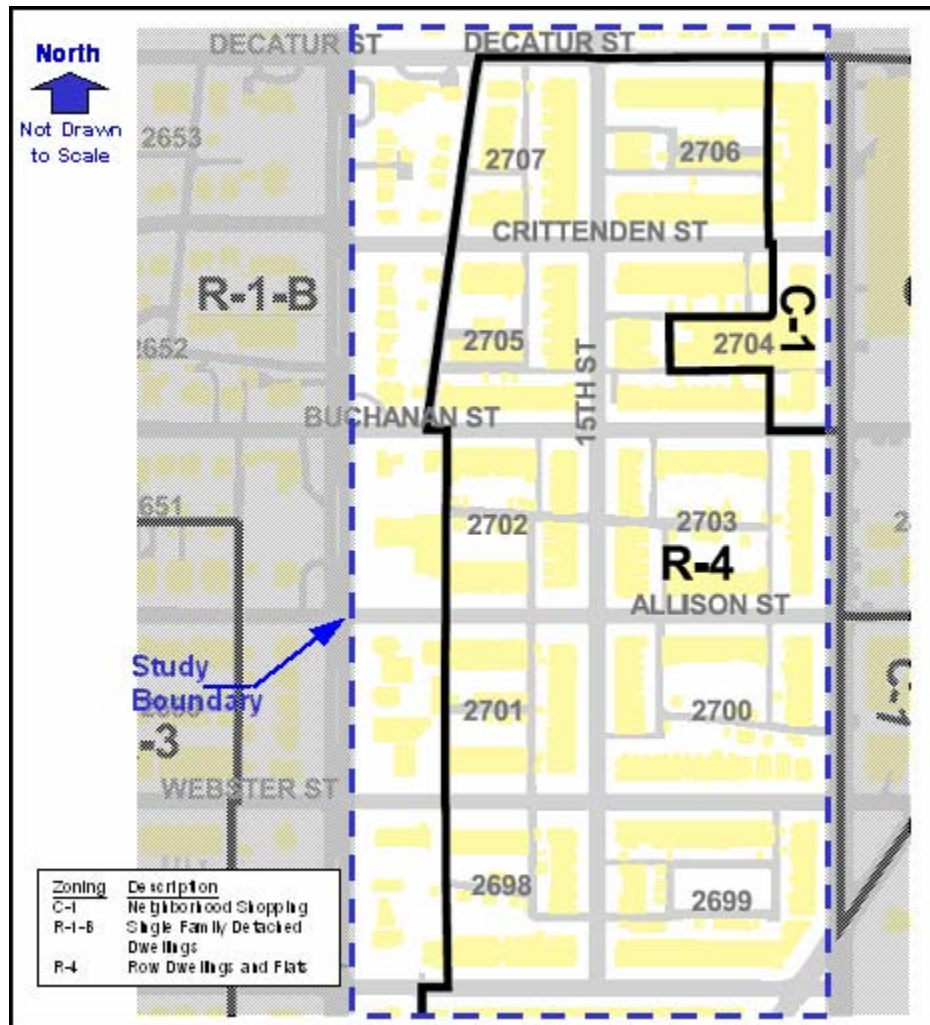 North
Not Drawn
to Scale
DECATUR ST
DECATUR ST
2653
2707
2706
CRITTENDEN ST
R-1-B
C-1
2652
2705
2704
15TH ST
BUCHANAN ST
2651
2702
2703
R-4
ALLISON ST
Study
Boundary
2701
2700
C-1
-3
WEBSTER ST
2698
2699
Zoning Description
C-1 Neighborhood Shopping
R-1-B Single Family Detached
Dwellings
R-4 Row Dwellings and Flats